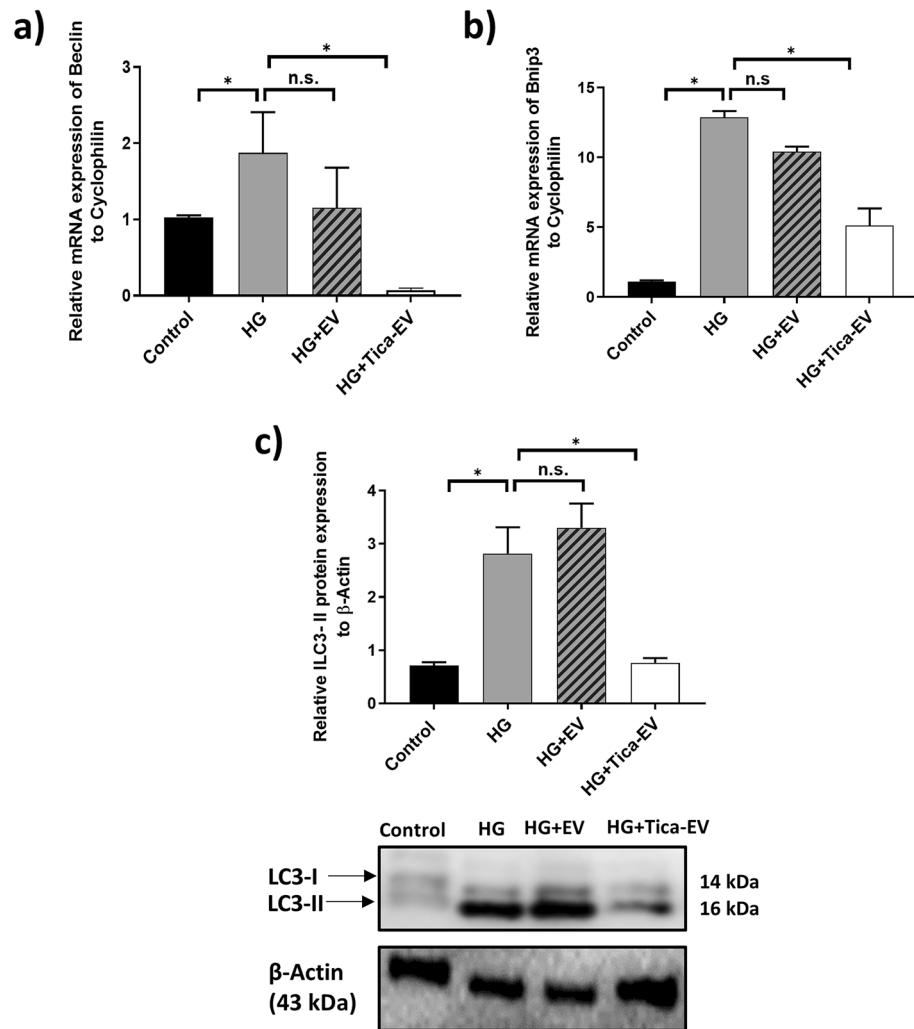 a)
Relative mRNA expression of Beclin
to Cyclophilin
3
2
1
0
*
n.s.
*
Control
HG
HG+EV
HG+Tica-EV
b)
Relative mRNA expression of Bnip3
to Cyclophilin
15
10
5
0
*
n.s
*
Control
HG
HG+EV
HG+Tica-EV
c)
Relative lLC3- II protein expression
to β-Actin
4
3
2
1
0
*
n.s.
*
Control
HG
HG+EV
HG+Tica-EV
Control HG HG+EV HG+Tica-EV
LC3-I 14 kDa
LC3-II 16 kDa
β-Actin
(43 kDa)